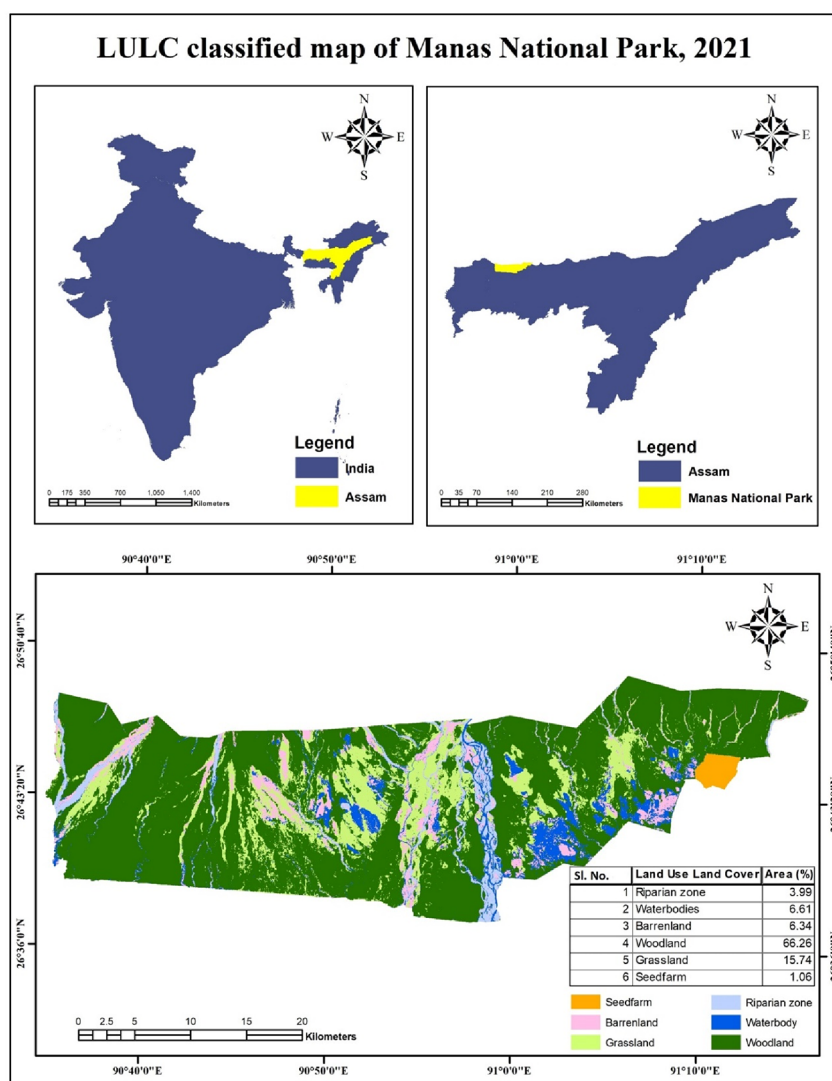 LULC classified map of Manas National Park, 2021
N
W E
S
Legend
India
Assam
0 175 350 700 1,050 1,400
Kilometers
N
W E
S
Legend
Assam
Manas National Park
0 35 70 140 210 280
Kilometers
90°40'0"E 90°50'0"E 91°0'0"E 91°10'0"E
26°50'40"N
26°43'20"N
26°36'0"N
N
W E
S
Sl. No. Land Use Land Cover Area (%)
1 Riparian zone 3.99
2 Waterbodies 6.61
3 Barrenland 6.34
4 Woodland 66.26
5 Grassland 15.74
6 Seedfarm 1.06
Seedfarm Riparian zone
Barrenland Waterbody
Grassland Woodland
0 2.5 5 10 15 20
Kilometers
90°40'0"E 90°50'0"E 91°0'0"E 91°10'0"E